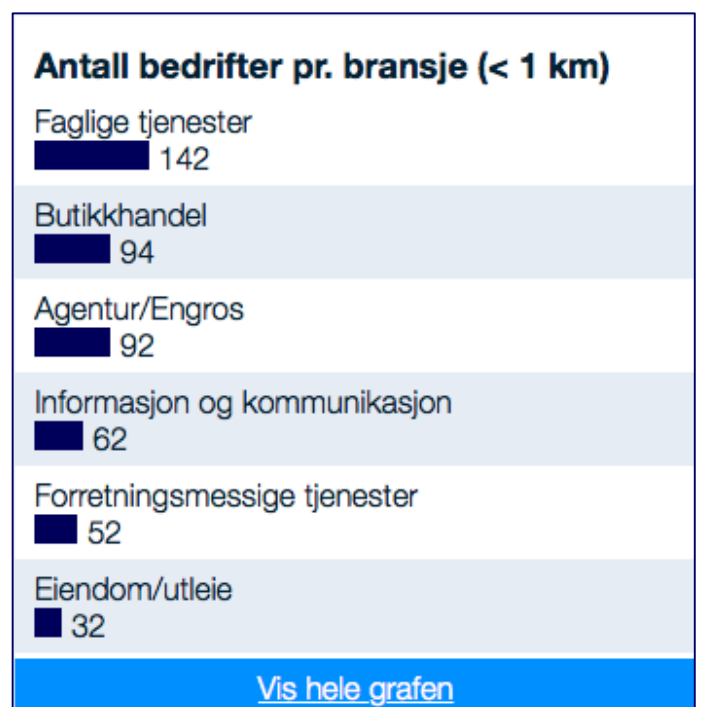 Antall bedrifter pr. bransje (< 1 km)
Faglige tjenester
142
Butikkhandel
94
Agentur/Engros
92
Informasjon og kommunikasjon
62
Forretningsmessige tjenester
52
Eiendom/utleie
32
Vis hele grafen